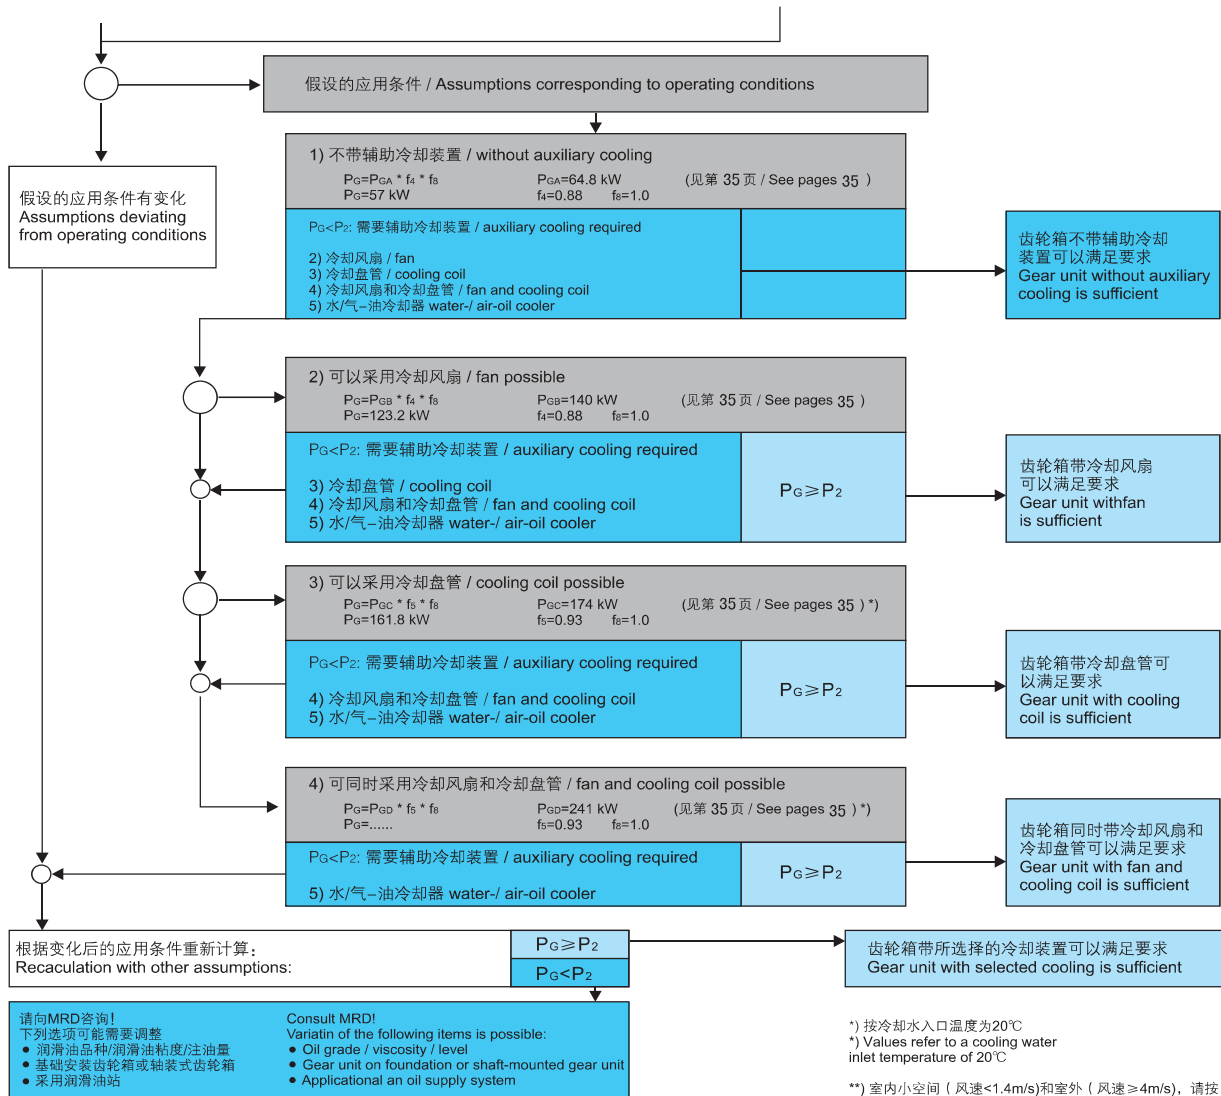 假设的应用条件 / Assumptions corresponding to operating conditions
1) 不带辅助冷却装置 / without auxiliary cooling
PG=PGA * f4 * f8 PGA=64.8 kW (见第 35 页 / See pages 35 )
PG=57 kW f4=0.88 f8=1.0
假设的应用条件有变化
Assumptions deviating
from operating conditions
PG<P2: 需要辅助冷却装置 / auxiliary cooling required
2) 冷却风扇 / fan
3) 冷却盘管 / cooling coil
4) 冷却风扇和冷却盘管 / fan and cooling coil
5) 水/气–油冷却器 water-/ air-oil cooler
齿轮箱不带辅助冷却
装置可以满足要求
Gear unit without auxiliary
cooling is sufficient
2) 可以采用冷却风扇 / fan possible
PG=PGB * f4 * f8 PGB=140 kW (见第 35 页 / See pages 35 )
PG=123.2 kW f4=0.88 f8=1.0
PG<P2: 需要辅助冷却装置 / auxiliary cooling required
3) 冷却盘管 / cooling coil
4) 冷却风扇和冷却盘管 / fan and cooling coil
5) 水/气–油冷却器 water-/ air-oil cooler
PG≥P2
齿轮箱带冷却风扇
可以满足要求
Gear unit withfan
is sufficient
3) 可以采用冷却盘管 / cooling coil possible
PG=PGC * f5 * f8 PGC=174 kW (见第 35 页 / See pages 35 ) *)
PG=161.8 kW f5=0.93 f8=1.0
PG<P2: 需要辅助冷却装置 / auxiliary cooling required
4) 冷却风扇和冷却盘管 / fan and cooling coil
5) 水/气–油冷却器 water-/ air-oil cooler
PG≥P2
齿轮箱带冷却盘管可
以满足要求
Gear unit with cooling
coil is sufficient
4) 可同时采用冷却风扇和冷却盘管 / fan and cooling coil possible
PG=PGD * f5 * f8 PGD=241 kW (见第 35 页 / See pages 35 ) *)
PG=...... f5=0.93 f8=1.0
PG<P2: 需要辅助冷却装置 / auxiliary cooling required
5) 水/气–油冷却器 water-/ air-oil cooler
PG≥P2
齿轮箱同时带冷却风扇和
冷却盘管可以满足要求
Gear unit with fan and
cooling coil is sufficient
根据变化后的应用条件重新计算：
Recaculation with other assumptions:
PG≥P2
PG<P2
齿轮箱带所选择的冷却装置可以满足要求
Gear unit with selected cooling is sufficient
请向MRD咨询！
下列选项可能需要调整
● 润滑油品种/润滑油粘度/注油量
● 基础安装齿轮箱或轴装式齿轮箱
● 采用润滑油站
Consult MRD!
Variatin of the following items is possible:
● Oil grade / viscosity / level
● Gear unit on foundation or shaft-mounted gear unit
● Applicational an oil supply system
*) 按冷却水入口温度为20℃
*) Values refer to a cooling water
inlet temperature of 20℃
**) 室内小空间（风速<1.4m/s)和室外（风速≥4m/s)，请按